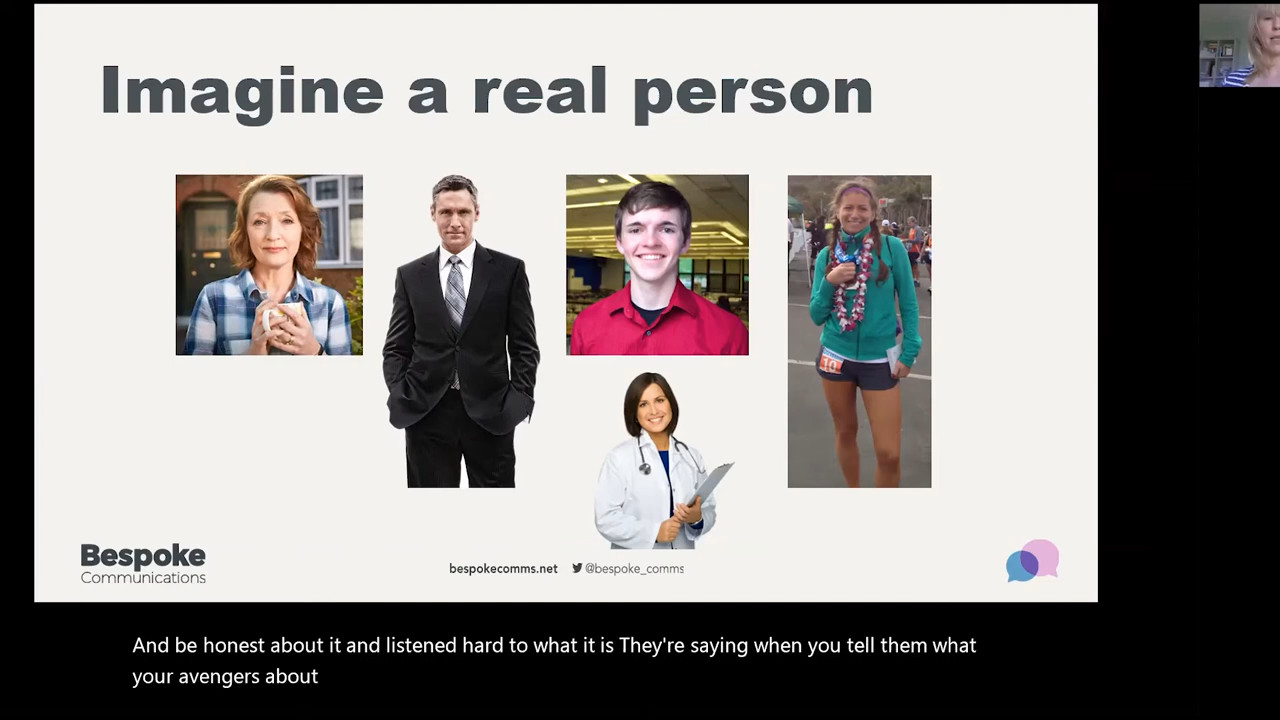 Imagine a real person
10
Bespoke
Communications
bespokecomms.net @bespoke_comms
And be honest about it and listened hard to what it is They're saying when you tell them what
your avengers about